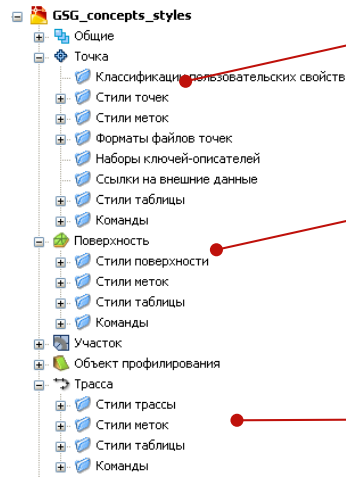 GSG_concepts_styles
Общие
Точка
Классификации пользовательских свойств
Стили точек
Стили меток
Форматы файлов точек
Наборы ключей-описателей
Ссылки на внешние данные
Стили таблицы
Команды
Поверхность
Стили поверхности
Стили меток
Стили таблицы
Команды
Участок
Объект профилирования
Трасса
Стили трассы
Стили меток
Стили таблицы
Команды